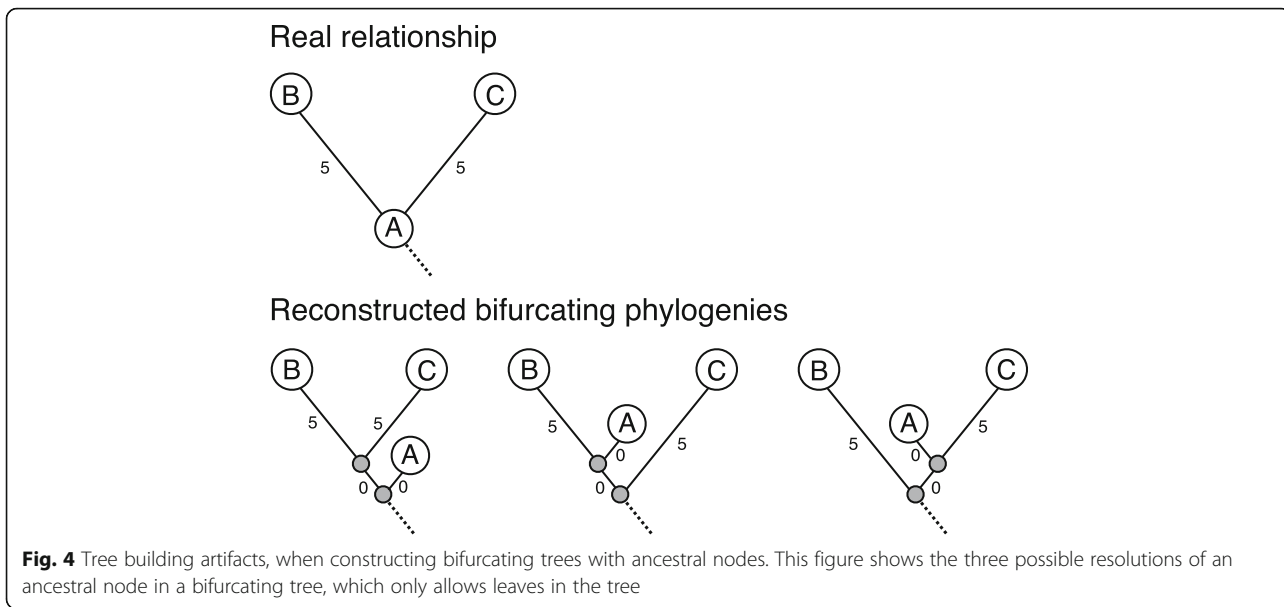 Real relationship
B
C
5
5
A
Reconstructed bifurcating phylogenies
B
C
5
5
A
0
0
B
C
5
A
0
5
0
B
C
A
5
0
5
0
Fig. 4 Tree building artifacts, when constructing bifurcating trees with ancestral nodes. This figure shows the three possible resolutions of an
ancestral node in a bifurcating tree, which only allows leaves in the tree